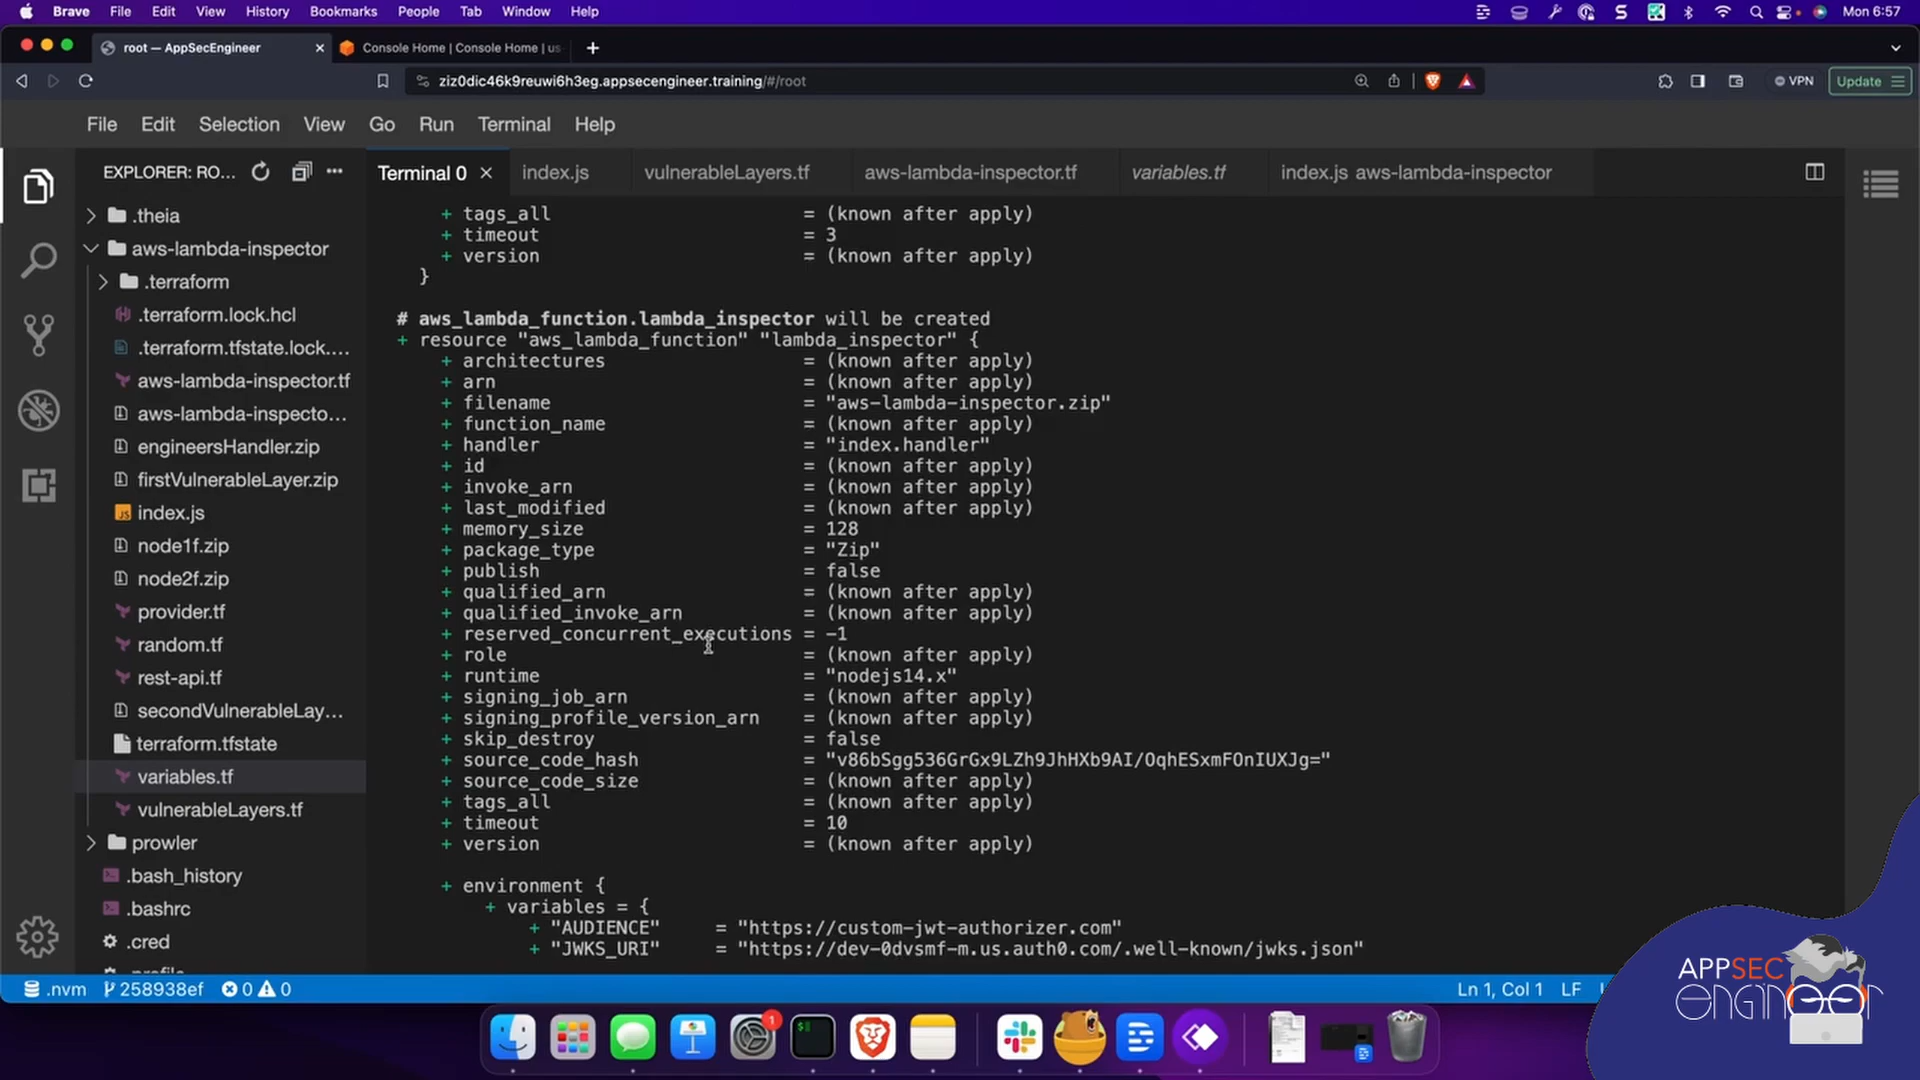 Brave File Edit View History Bookmarks People Tab Window Help
Mon 6:57
root — AppSecEngineer
Console Home | Console Home | us
ziz0dic46k9reuwi6h3eg.appsecengineer.training/#/root
VPN
Update
File Edit Selection View Go Run Terminal Help
EXPLORER: RO...
Terminal 0
index.js
vulnerableLayers.tf
aws-lambda-inspector.tf
variables.tf
index.js aws-lambda-inspector
.theia
aws-lambda-inspector
.terraform
.terraform.lock.hcl
.terraform.tfstate.lock....
aws-lambda-inspector.tf
aws-lambda-inspecto...
engineersHandler.zip
firstVulnerableLayer.zip
index.js
node1f.zip
node2f.zip
provider.tf
random.tf
rest-api.tf
secondVulnerableLay...
terraform.tfstate
variables.tf
vulnerableLayers.tf
prowler
.bash_history
.bashrc
.cred
+ tags_all = (known after apply)
+ timeout = 3
+ version = (known after apply)
}
# aws_lambda_function.lambda_inspector will be created
+ resource "aws_lambda_function" "lambda_inspector" {
+ architectures = (known after apply)
+ arn = (known after apply)
+ filename = "aws-lambda-inspector.zip"
+ function_name = (known after apply)
+ handler = "index.handler"
+ id = (known after apply)
+ invoke_arn = (known after apply)
+ last_modified = (known after apply)
+ memory_size = 128
+ package_type = "Zip"
+ publish = false
+ qualified_arn = (known after apply)
+ qualified_invoke_arn = (known after apply)
+ reserved_concurrent_executions = -1
+ role = (known after apply)
+ runtime = "nodejs14.x"
+ signing_job_arn = (known after apply)
+ signing_profile_version_arn = (known after apply)
+ skip_destroy = false
+ source_code_hash = "v86bSgg536GrGx9LZh9JhHXb9AI/OqhESxmFOnIUXJg="
+ source_code_size = (known after apply)
+ tags_all = (known after apply)
+ timeout = 10
+ version = (known after apply)
+ environment {
+ variables = {
+ "AUDIENCE" = "https://custom-jwt-authorizer.com"
+ "JWKS_URI" = "https://dev-0dvsmf-m.us.auth0.com/.well-known/jwks.json"
.nvm
258938ef
0
0
Ln 1, Col 1
LF
1
APPSEC
engineer